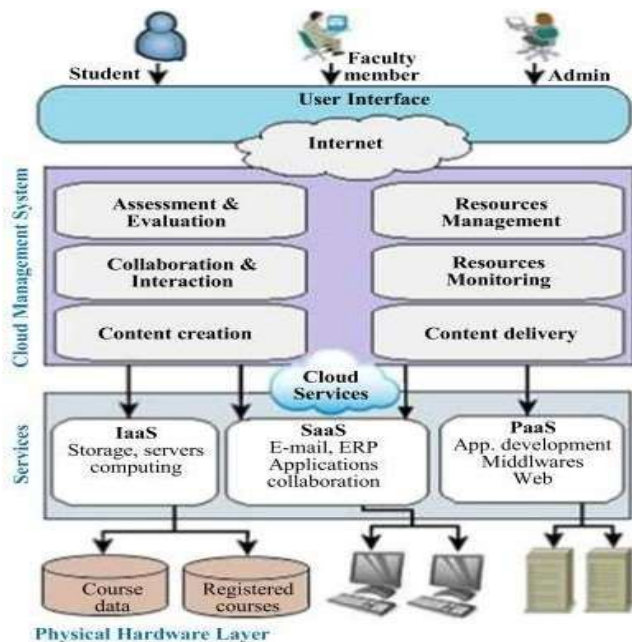 Student
Faculty
member
Admin
User Interface
Internet
Cloud Management System
Assessment &
Evaluation
Resources
Management
Collaboration &
Interaction
Resources
Monitoring
Content creation
Content delivery
Cloud
Services
Services
IaaS
Storage, servers
computing
SaaS
E-mail, ERP
Applications
collaboration
PaaS
App. development
Middlwares
Web
Course
data
Registered
courses
Physical Hardware Layer